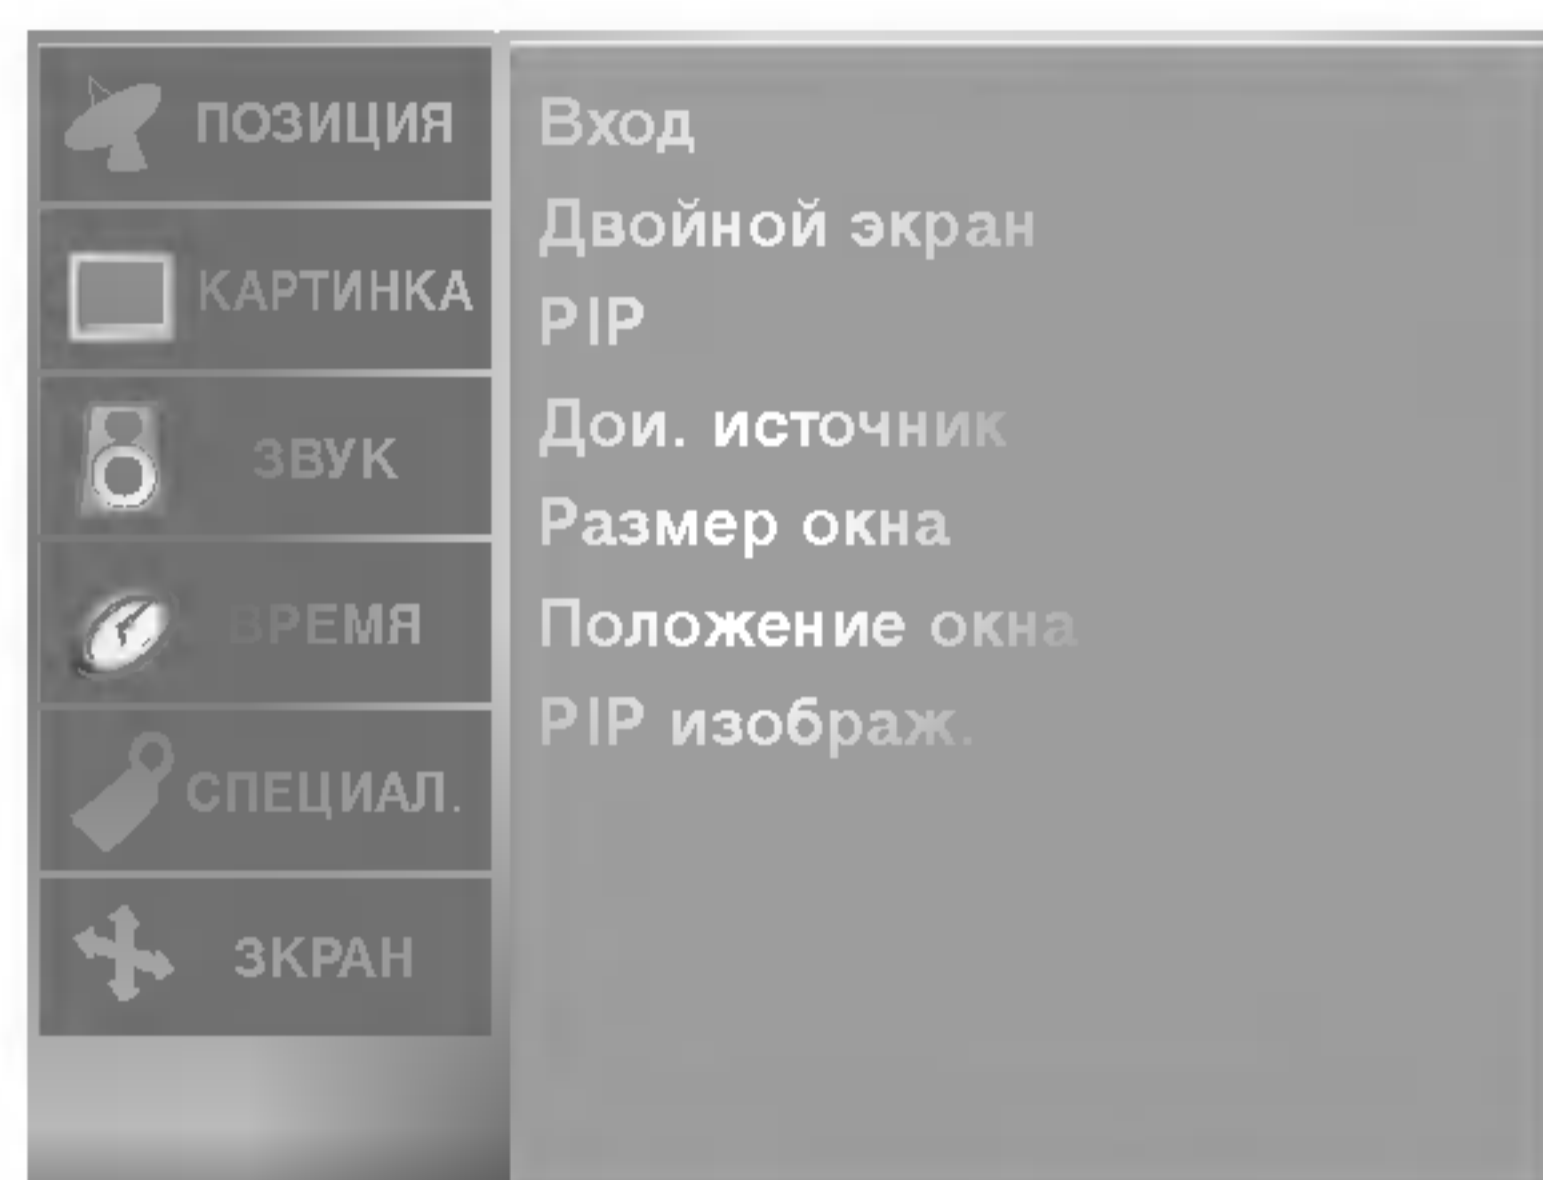 ПОЗИЦИЯ
КАРТИНКА
ЗВУК
ВРЕМЯ
СПЕЦИАЛ.
ЗКРАН
Вход
Двойной экран
PIP
Дои. источник
Размер окна
Положение окна
PIP изображ.